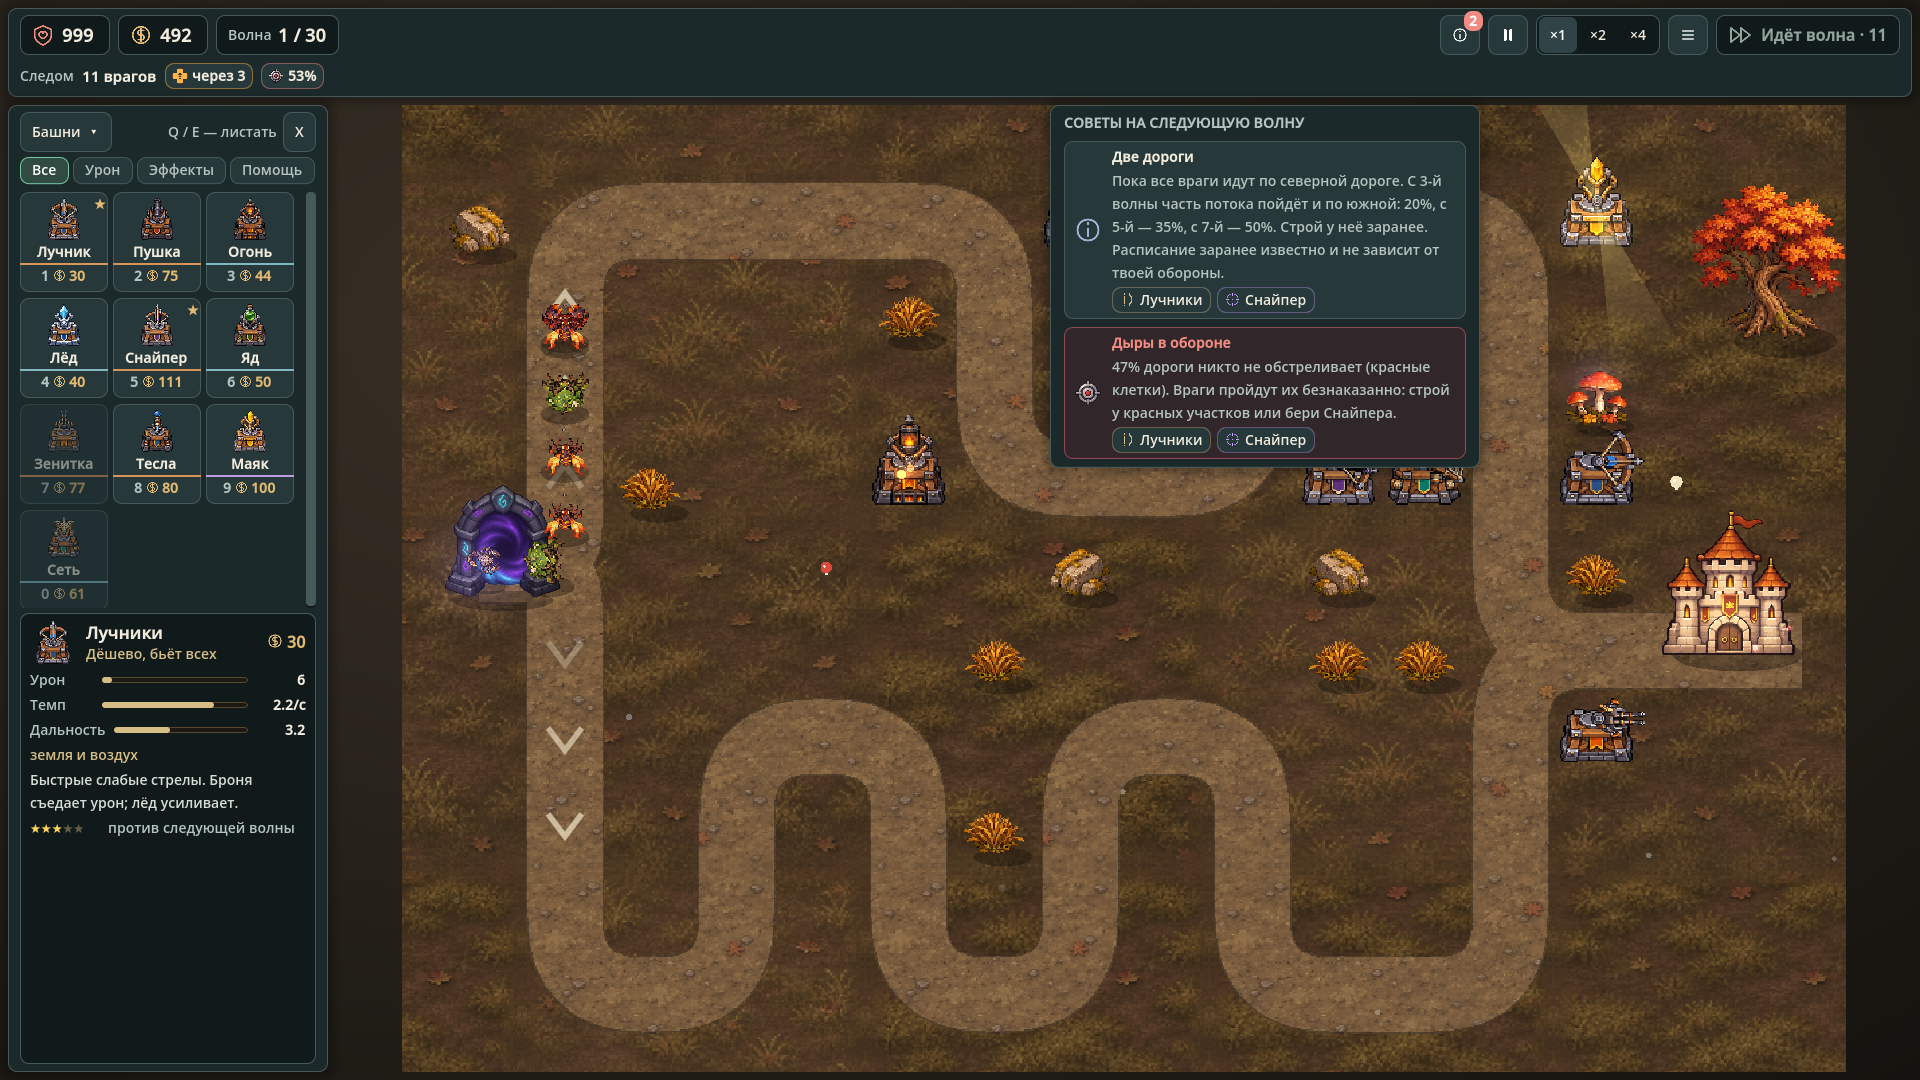 999
492
Волна 1 / 30
2
×1
×2
×4
Идёт волна · 11
Следом 11 врагов
через 3
53%
Башни
Q / E — листать
X
Все
Урон
Эффекты
Помощь
Лучник
1 30
Пушка
2 75
Огонь
3 44
Лёд
4 40
Снайпер
5 111
Яд
6 50
Зенитка
7 77
Тесла
8 80
Маяк
9 100
Сеть
0 61
Лучники
30
Дёшево, бьёт всех
Урон 6
Темп 2.2/с
Дальность 3.2
земля и воздух
Быстрые слабые стрелы. Броня
съедает урон; лёд усиливает.
★★★★★ против следующей волны
СОВЕТЫ НА СЛЕДУЮЩУЮ ВОЛНУ
Две дороги
Пока все враги идут по северной дороге. С 3-й
волны часть потока пойдёт и по южной: 20%, с
5-й — 35%, с 7-й — 50%. Строй у неё заранее.
Расписание заранее известно и не зависит от
твоей обороны.
Лучники
Снайпер
Дыры в обороне
47% дороги никто не обстреливает (красные
клетки). Враги пройдут их безнаказанно: строй
у красных участков или бери Снайпера.
Лучники
Снайпер